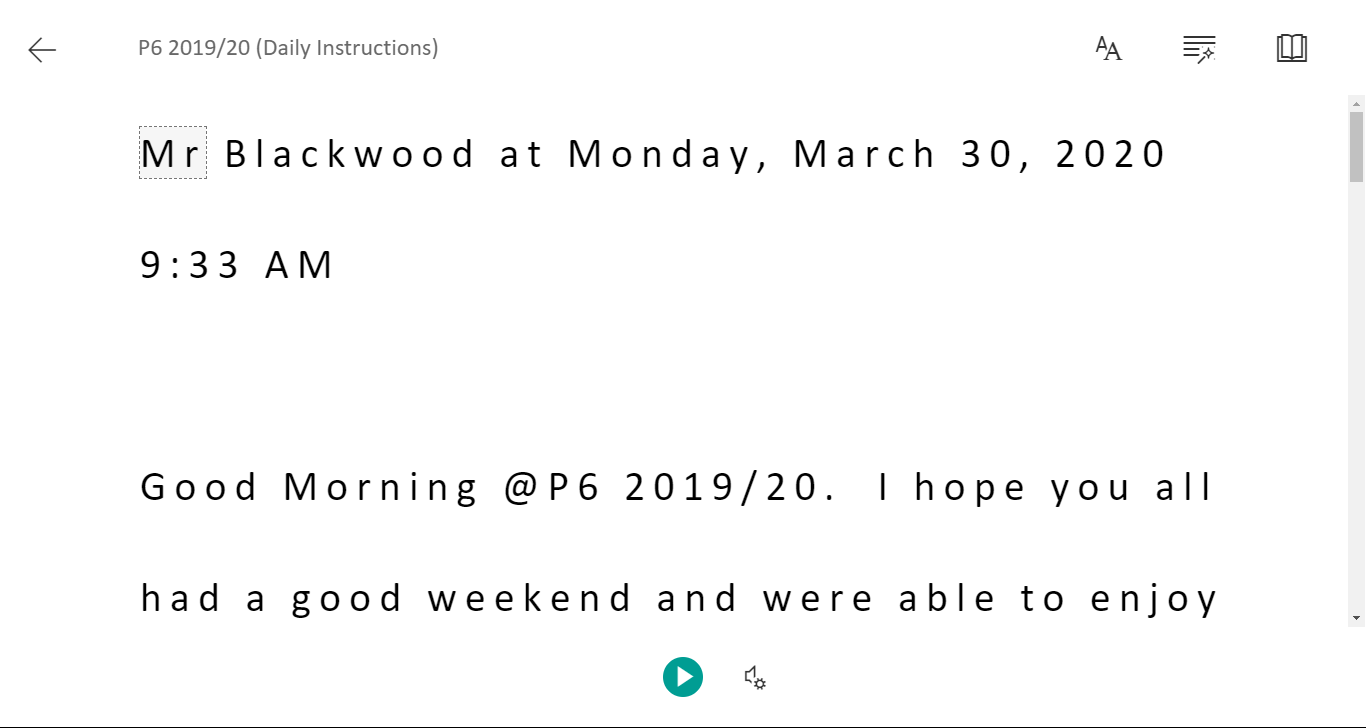 P6 2019/20 (Daily Instructions)
AA
Mr Blackwood at Monday, March 30, 2020
9:33 AM
Good Morning @P6 2019/20.  I hope you all
had a good weekend and were able to enjoy